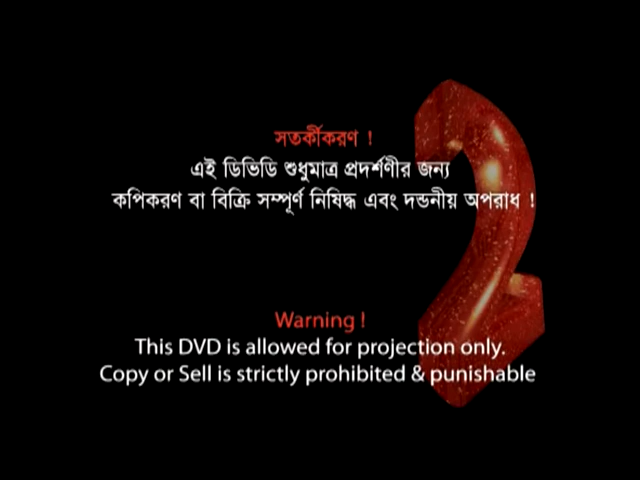 সতর্কীকরণ !
এই ডিভিডি শুধুমাত্র প্রদর্শণীর জন্য
কপিকরণ বা বিক্রি সম্পূর্ণ নিষিদ্ধ এবং দন্ডনীয় অপরাধ !
2
Warning !
This DVD is allowed for projection only.
Copy or Sell is strictly prohibited & punishable